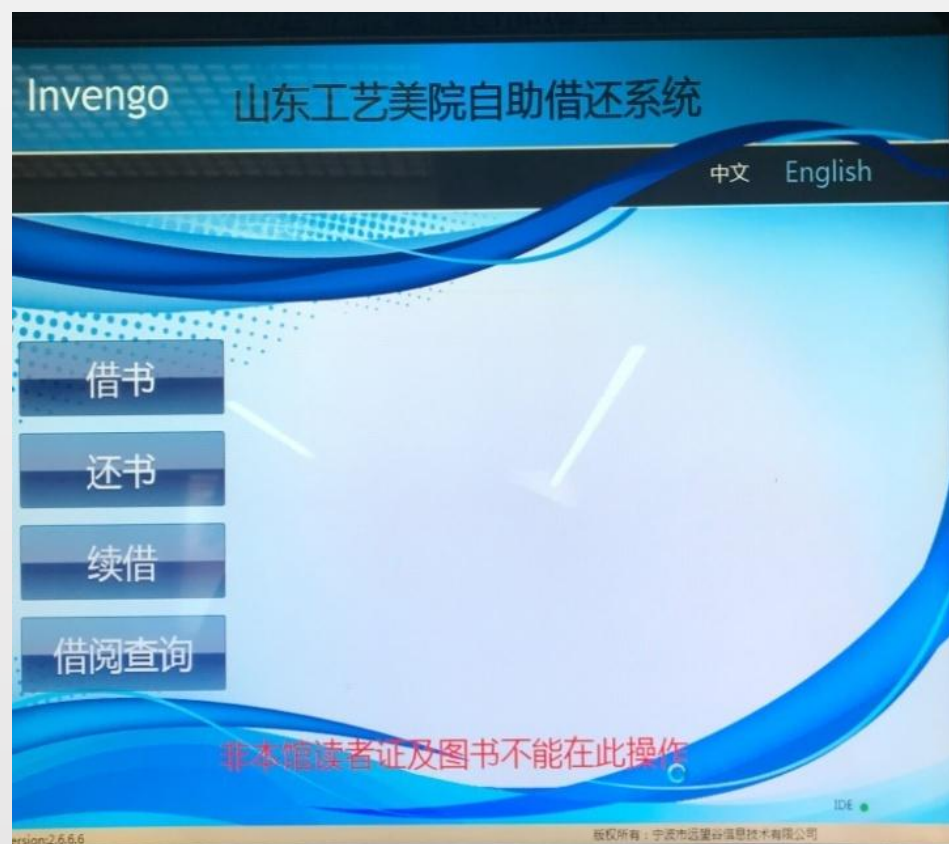 Invengo
山东工艺美院自助借还系统
中文 English
借书
还书
续借
借阅查询
非本馆读者证及图书不能在此操作
IDE
ersion:2.6.6.6
版权所有：宁波市远望谷信息技术有限公司